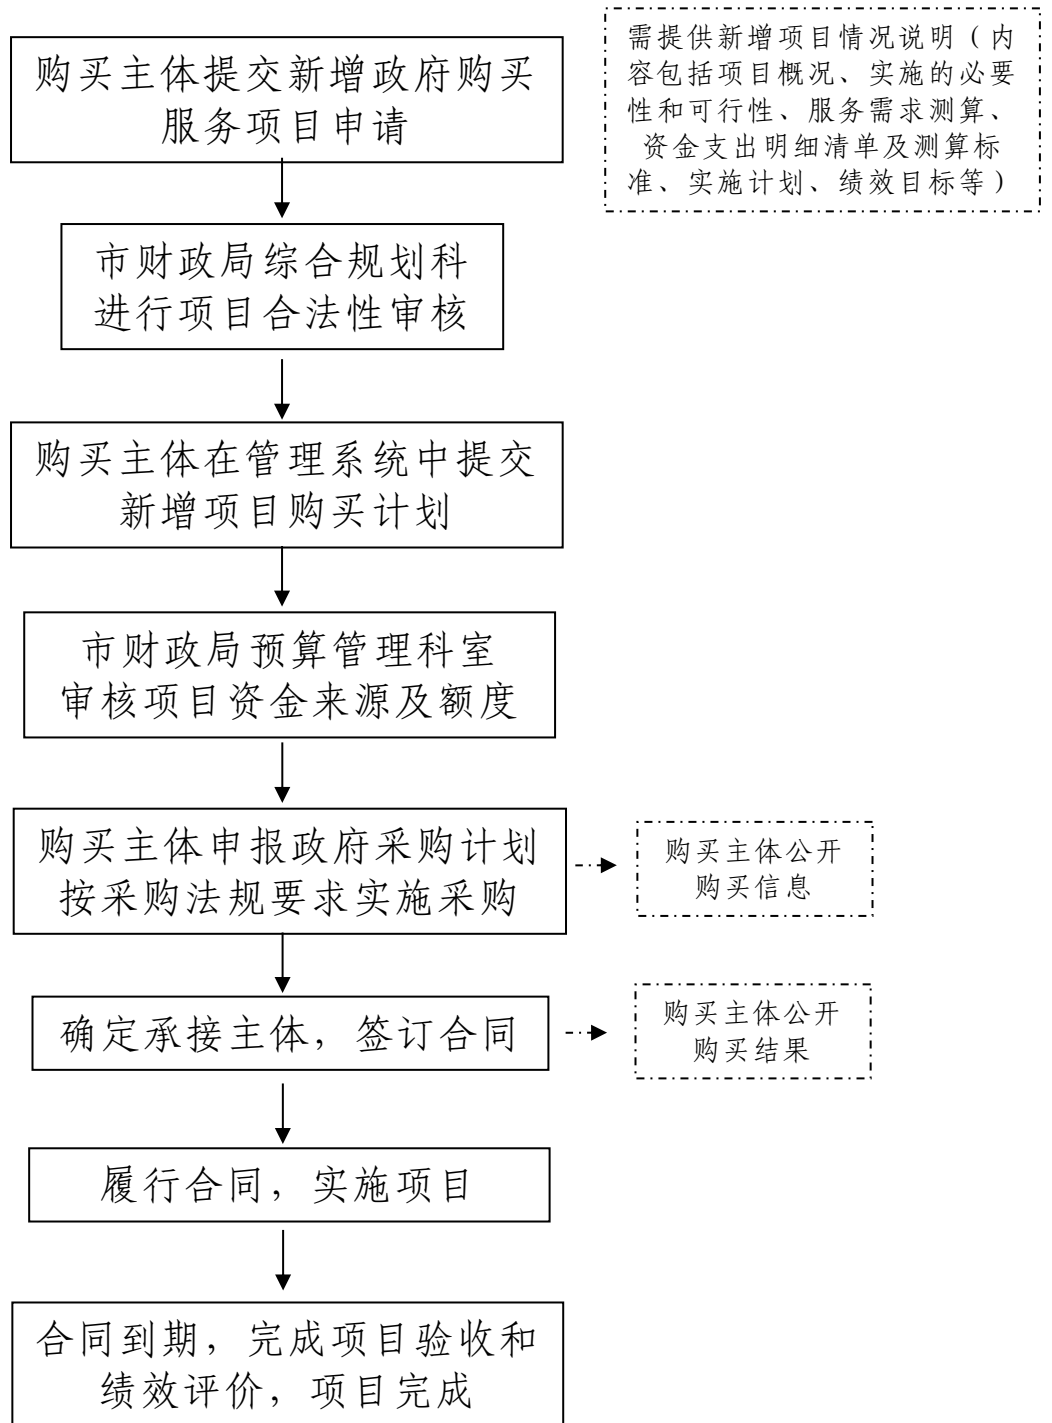 购买主体提交新增政府购买
服务项目申请
需提供新增项目情况说明（内
容包括项目概况、实施的必要
性和可行性、服务需求测算、
资金支出明细清单及测算标
准、实施计划、绩效目标等）
市财政局综合规划科
进行项目合法性审核
购买主体在管理系统中提交
新增项目购买计划
市财政局预算管理科室
审核项目资金来源及额度
购买主体申报政府采购计划
按采购法规要求实施采购
购买主体公开
购买信息
确定承接主体，签订合同
购买主体公开
购买结果
履行合同，实施项目
合同到期，完成项目验收和
绩效评价，项目完成